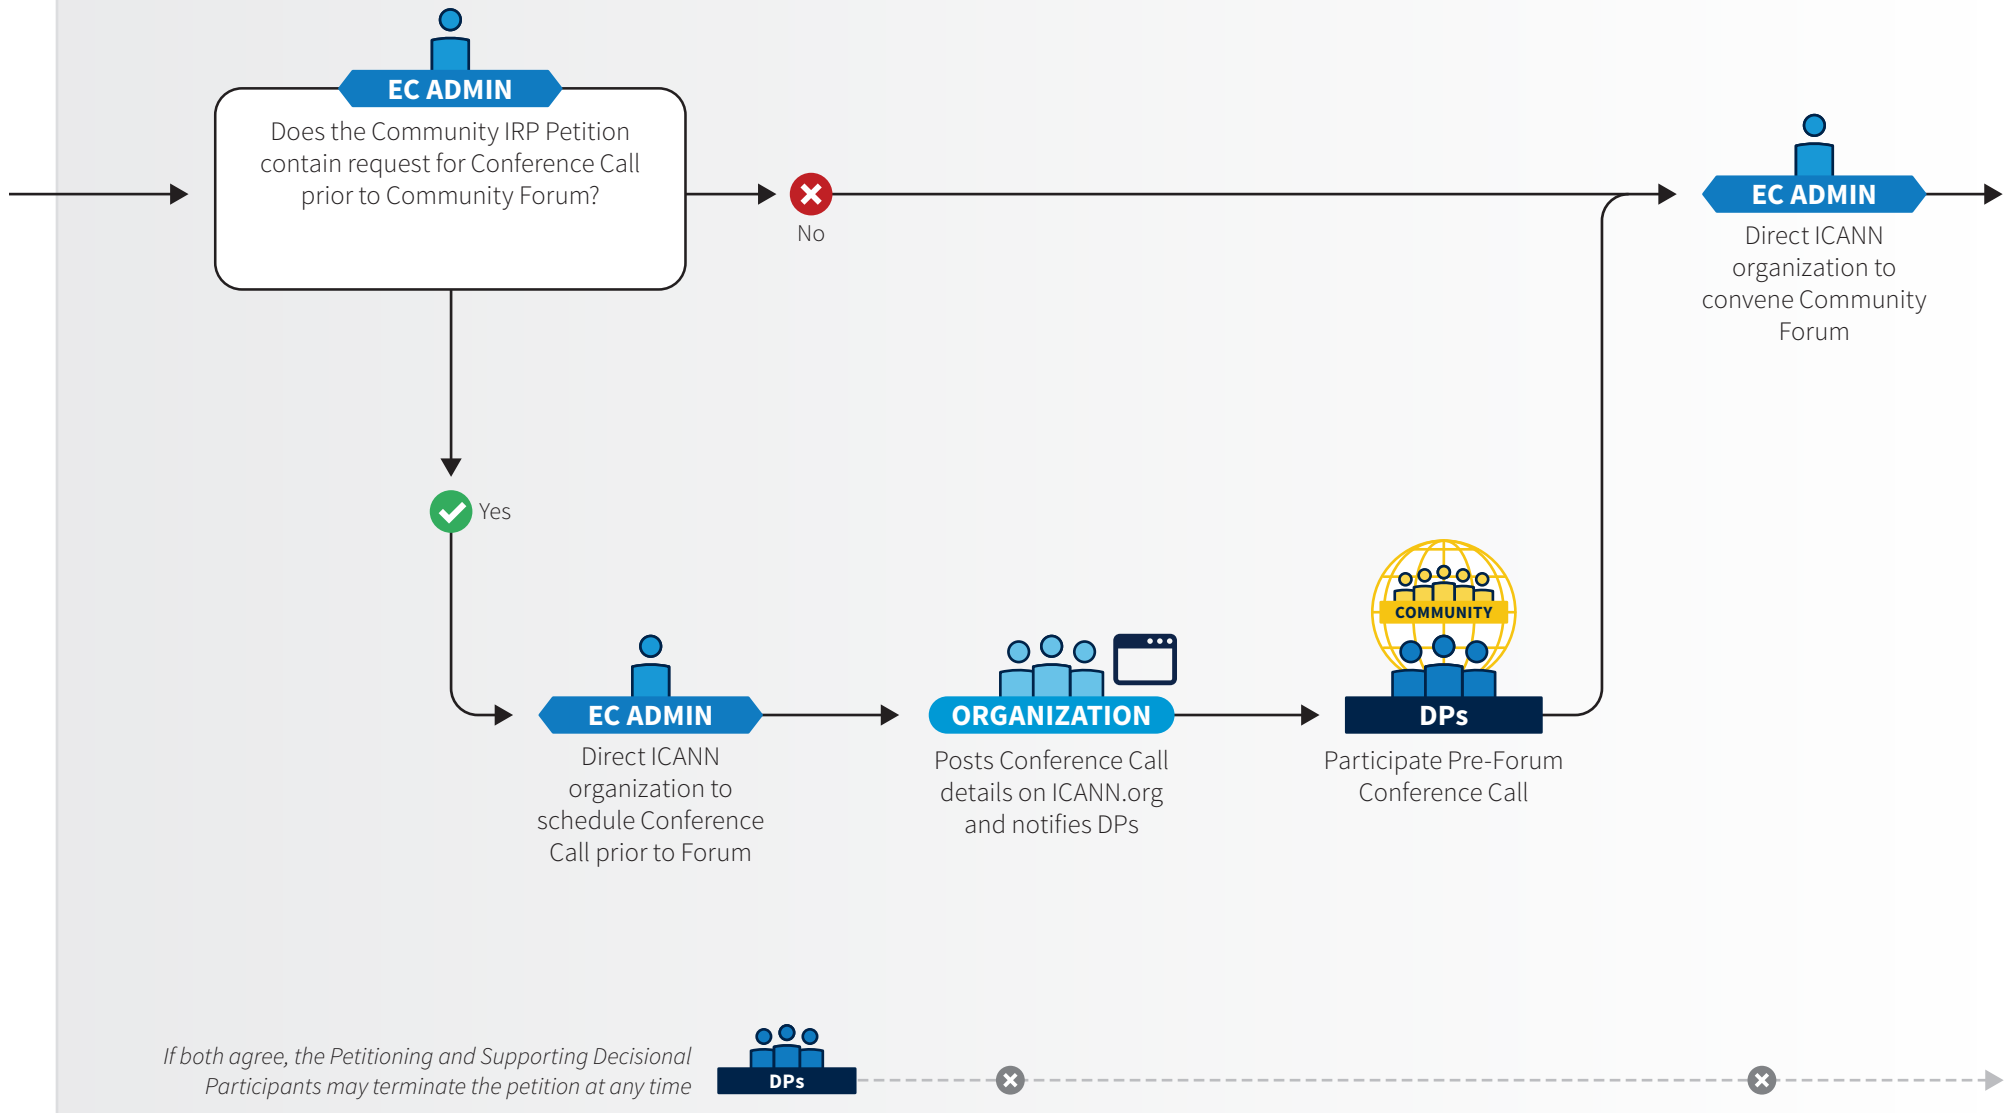 EC ADMIN
Does the Community IRP Petition
contain request for Conference Call
prior to Community Forum?
No
EC ADMIN
Direct ICANN
organization to
convene Community
Forum
Yes
EC ADMIN
Direct ICANN
organization to
schedule Conference
Call prior to Forum
ORGANIZATION
Posts Conference Call
details on ICANN.org
and notifies DPs
COMMUNITY
DPs
Participate Pre-Forum
Conference Call
If both agree, the Petitioning and Supporting Decisional
Participants may terminate the petition at any time
DPs